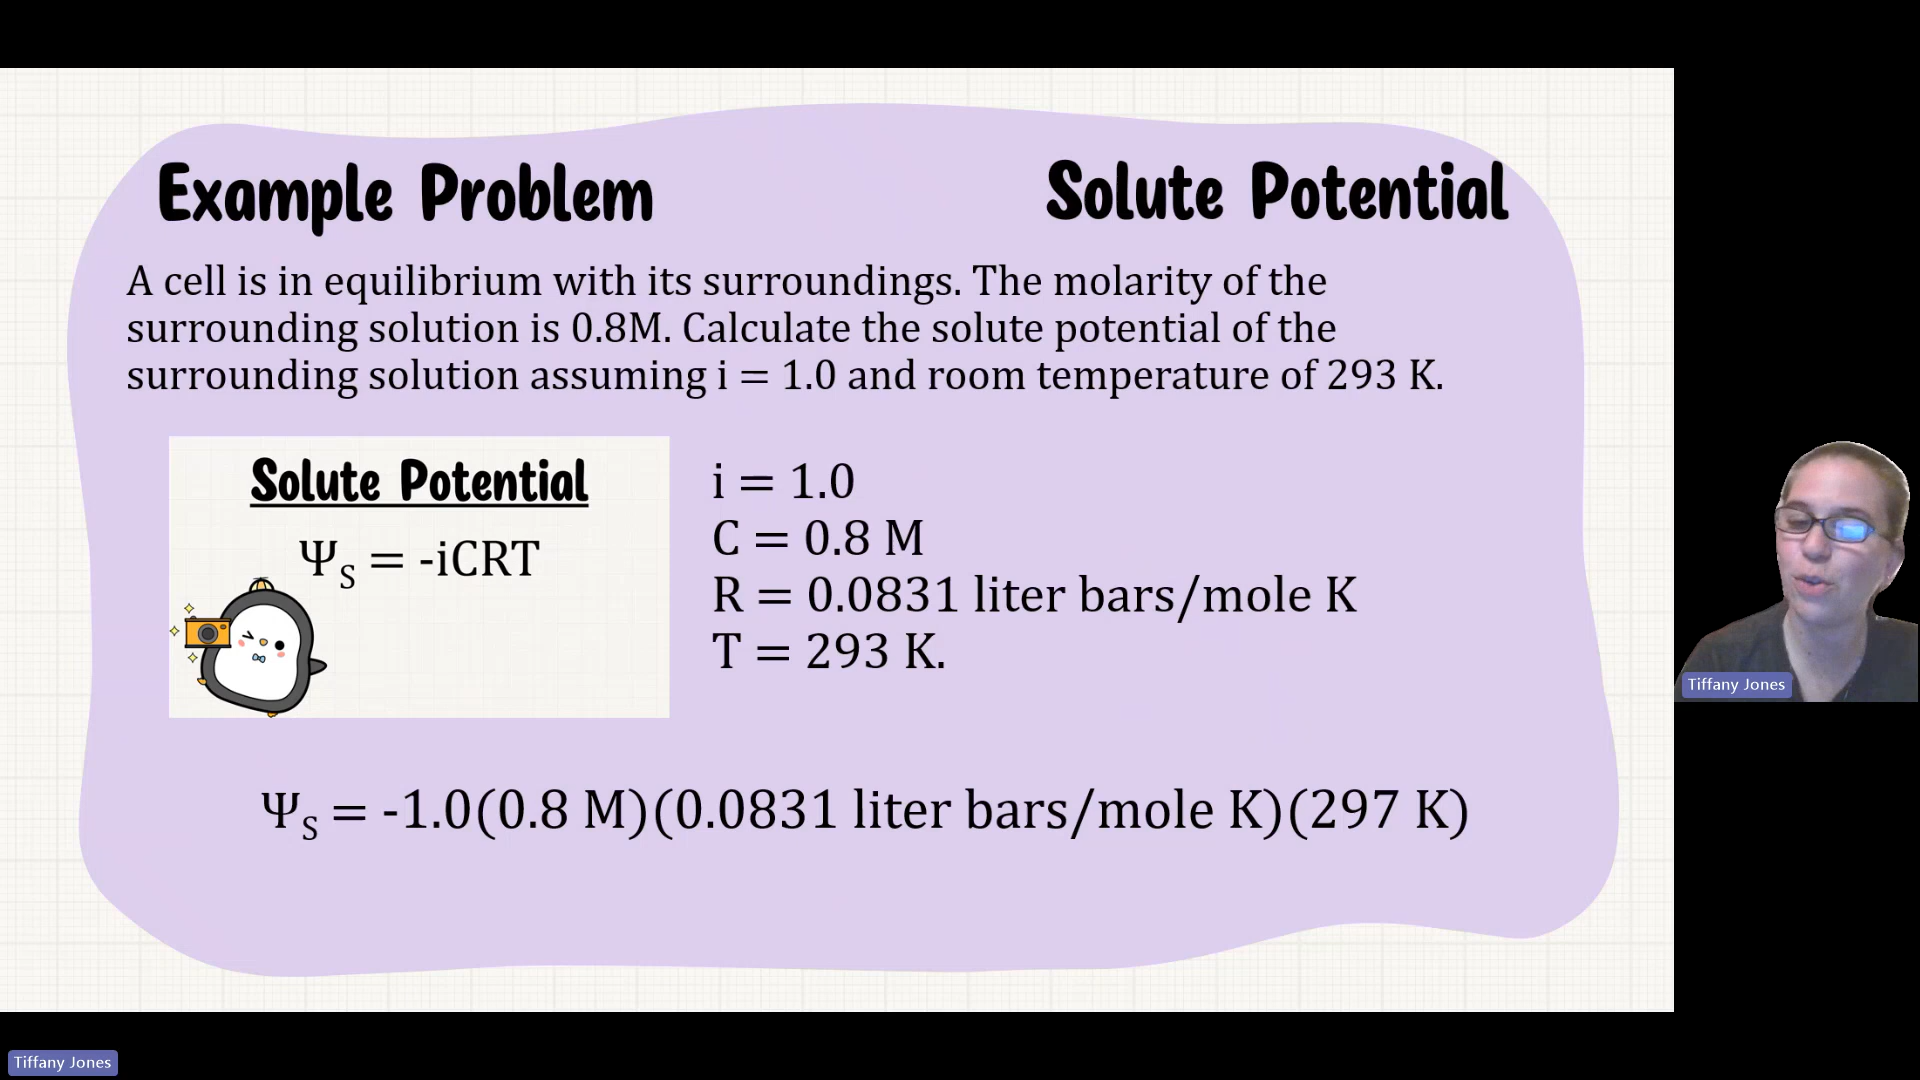 Example Problem
Solute Potential
A cell is in equilibrium with its surroundings. The molarity of the
surrounding solution is 0.8M. Calculate the solute potential of the
surrounding solution assuming i = 1.0 and room temperature of 293 K.
Solute Potential
ΨS = -iCRT
i = 1.0
C = 0.8 M
R = 0.0831 liter bars/mole K
T = 293 K.
ΨS = -1.0(0.8 M)(0.0831 liter bars/mole K)(297 K)
Tiffany Jones
Tiffany Jones